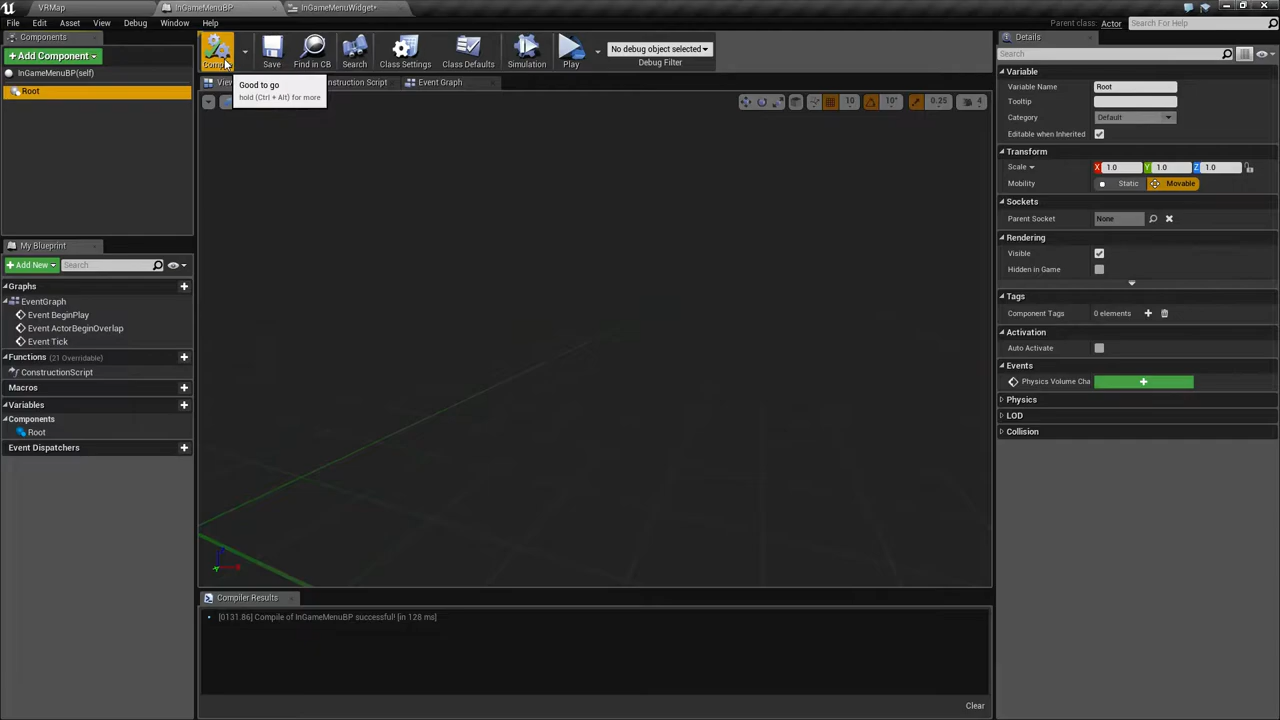 VRMap
InGameMenuBP
InGameMenuWidget*
Parent class: Actor
Search For Help
File Edit Asset View Debug Window Help
Components
+ Add Component
InGameMenuBP(self)
Root
Save
Find in CB
Search
Class Settings
Class Defaults
Simulation
Play
No debug object selected
Debug Filter
Good to go
hold (Ctrl + Alt) for more
nstruction Script
Event Graph
10
10°
0.25
4
My Blueprint
+ Add New
Search
Graphs
EventGraph
Event BeginPlay
Event ActorBeginOverlap
Event Tick
Functions (21 Overridable)
ConstructionScript
Macros
Variables
Components
Root
Event Dispatchers
Compiler Results
[0131.86] Compile of InGameMenuBP successful! [in 128 ms]
Clear
Details
Search
Variable
Variable Name Root
Tooltip
Category Default
Editable when Inherited
Transform
Scale X 1.0 Y 1.0 Z 1.0
Mobility Static Movable
Sockets
Parent Socket None
Rendering
Visible
Hidden in Game
Tags
Component Tags 0 elements
Activation
Auto Activate
Events
Physics Volume Cha
Physics
LOD
Collision